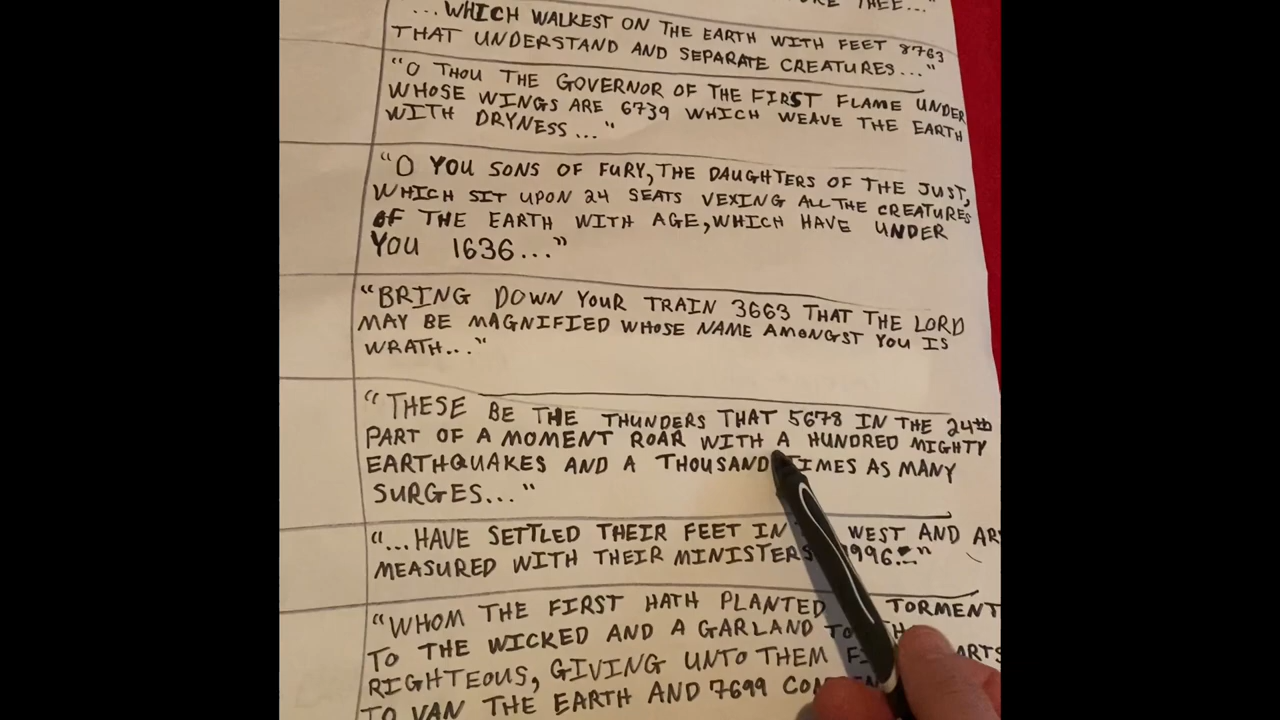 THEE..."
"...WHICH WALKEST ON THE EARTH WITH FEET 8763
THAT UNDERSTAND AND SEPARATE CREATURES..."
"O THOU THE GOVERNOR OF THE FIRST FLAME UNDER
WHOSE WINGS ARE 6739 WHICH WEAVE THE EARTH
WITH DRYNESS..."
"O YOU SONS OF FURY, THE DAUGHTERS OF THE JUST,
WHICH SIT UPON 24 SEATS VEXING ALL THE CREATURES
OF THE EARTH WITH AGE, WHICH HAVE UNDER
YOU 1636..."
"BRING DOWN YOUR TRAIN 3663 THAT THE LORD
MAY BE MAGNIFIED WHOSE NAME AMONGST YOU IS
WRATH..."
"THESE BE THE THUNDERS THAT 5678 IN THE 24th
PART OF A MOMENT ROAR WITH A HUNDRED MIGHTY
EARTHQUAKES AND A THOUSAND TIMES AS MANY
SURGES..."
"...HAVE SETTLED THEIR FEET IN WEST AND
MEASURED WITH THEIR MINISTERS 9996..."
"WHOM THE FIRST HATH PLANTED TORMENT
TO THE WICKED AND A GARLAND TO
RIGHTEOUS, GIVING UNTO THEM
TO VAN THE EARTH AND 7699